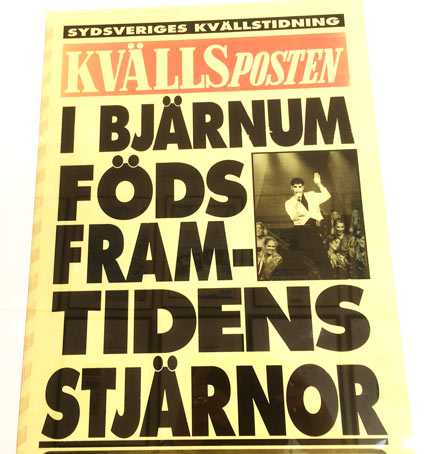 SYDSVERIGES KVÄLLSTIDNING
KVÄLLSPOSTEN
I BJÄRNUM
FÖDS
FRAM-
TIDENS
STJÄRNOR